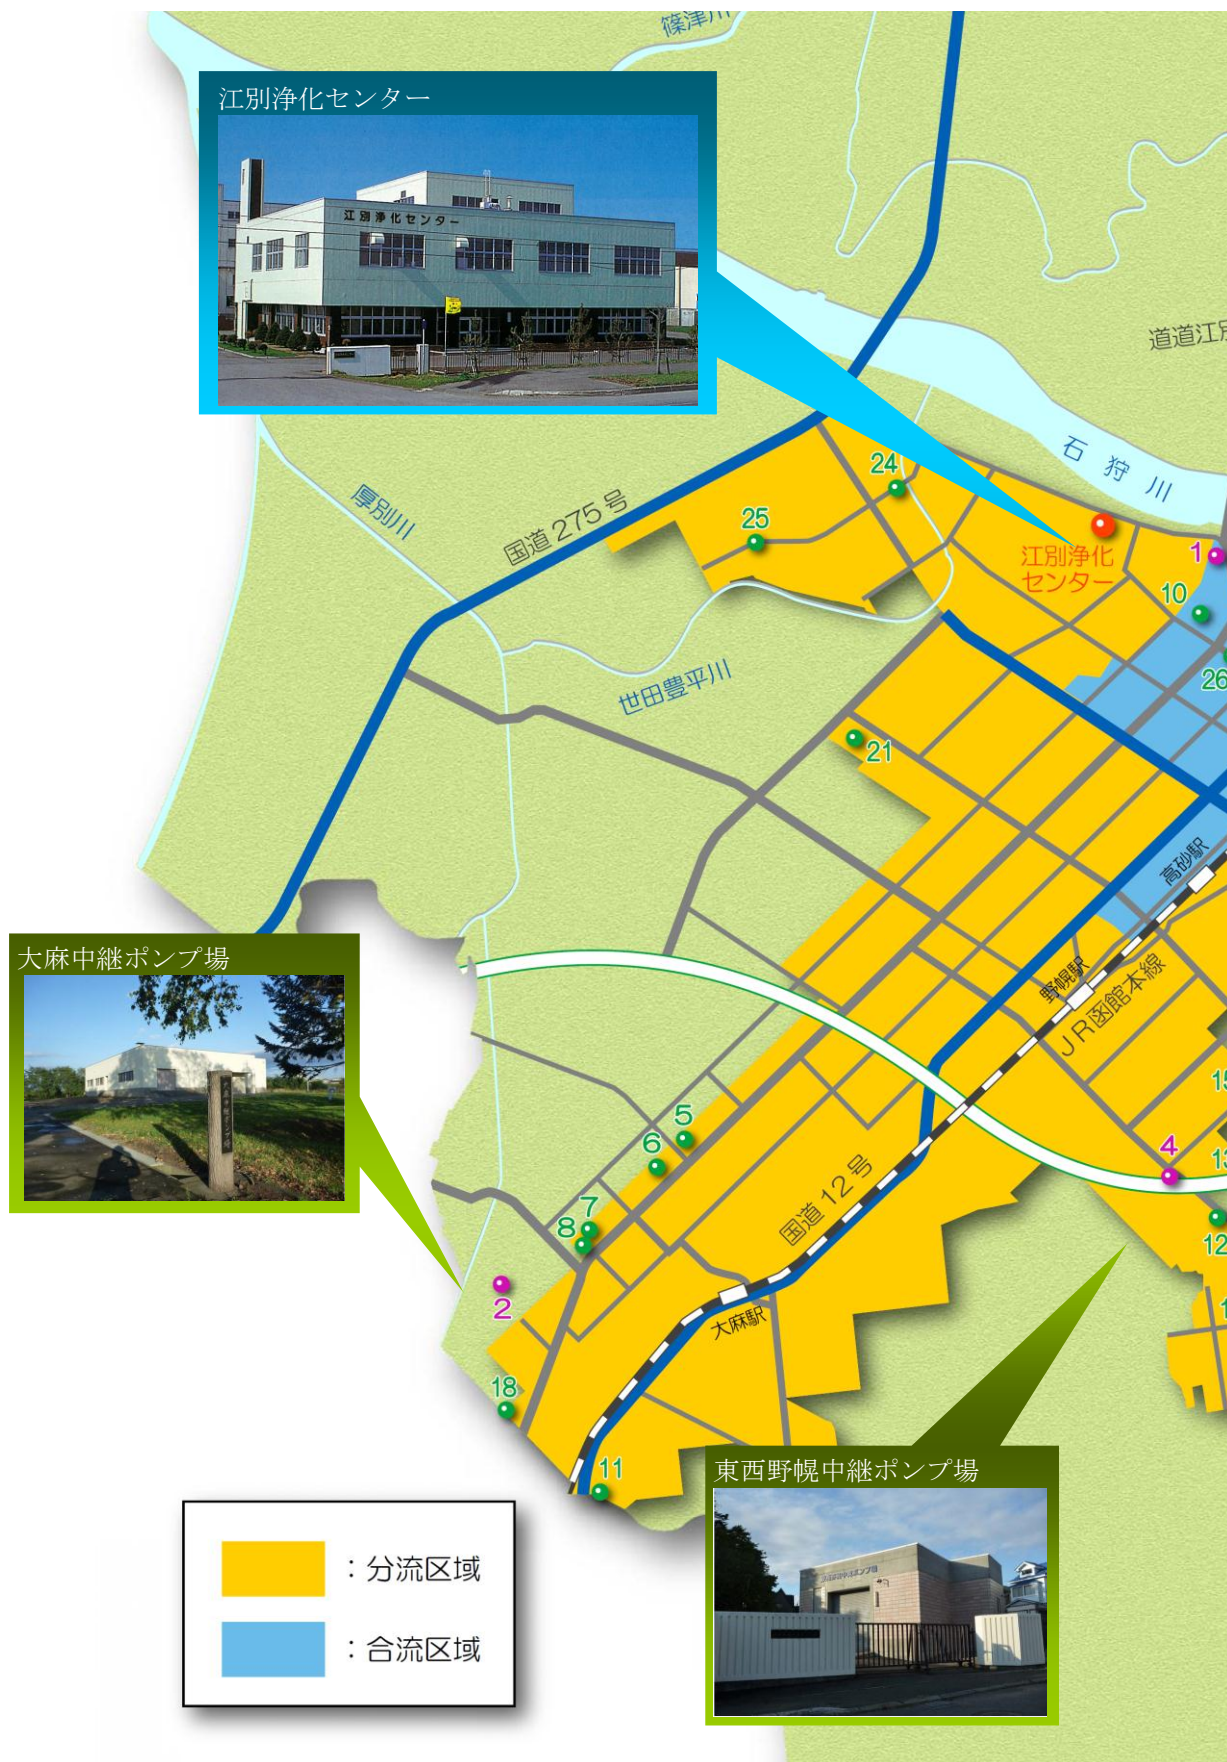 篠津川
江別浄化センター
江別浄化センター
道道江別
石狩川
24
25
厚別川
国道275号
江別浄化
センター
1
10
26
世田豊平川
21
高砂駅
野幌駅
JR函館本線
大麻中継ポンプ場
15
5
6
4
13
国道12号
7
8
12
2
大麻駅
1
18
11
東西野幌中継ポンプ場
：分流区域
：合流区域